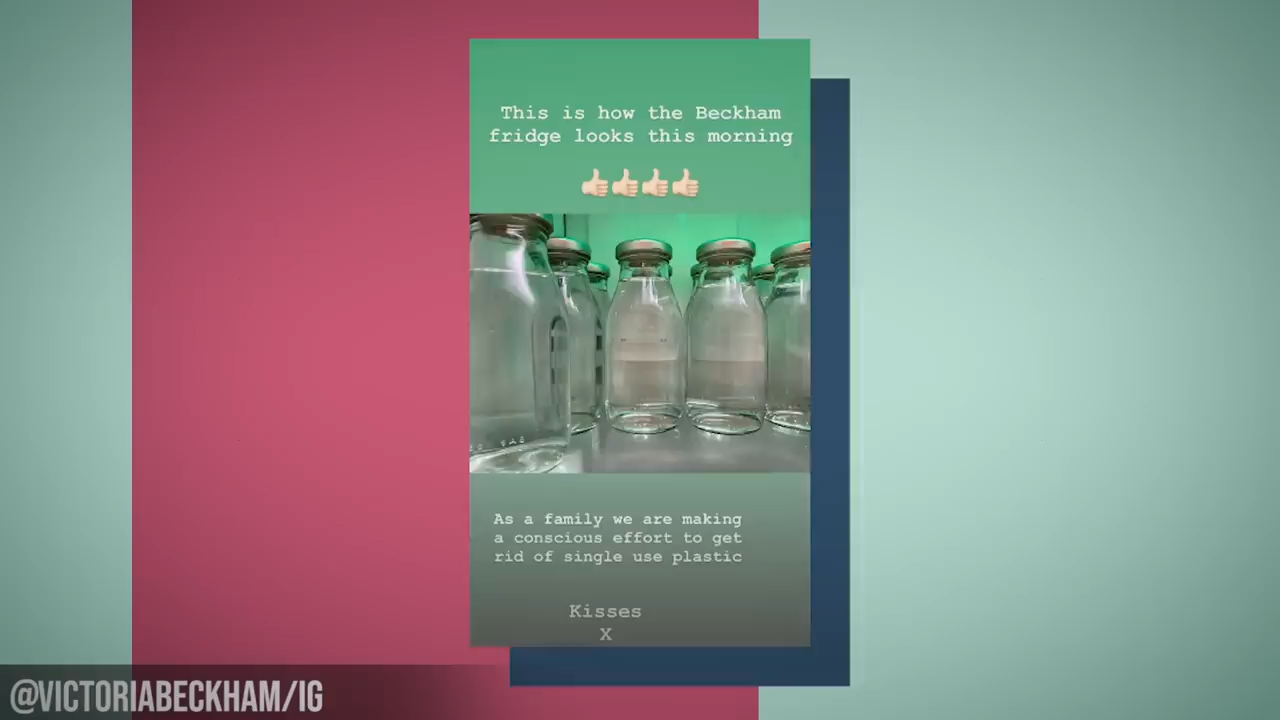 This is how the Beckham
fridge looks this morning
👍🏻👍🏻👍🏻👍🏻
As a family we are making
a conscious effort to get
rid of single use plastic
Kisses
X
@VICTORIABECKHAM/IG